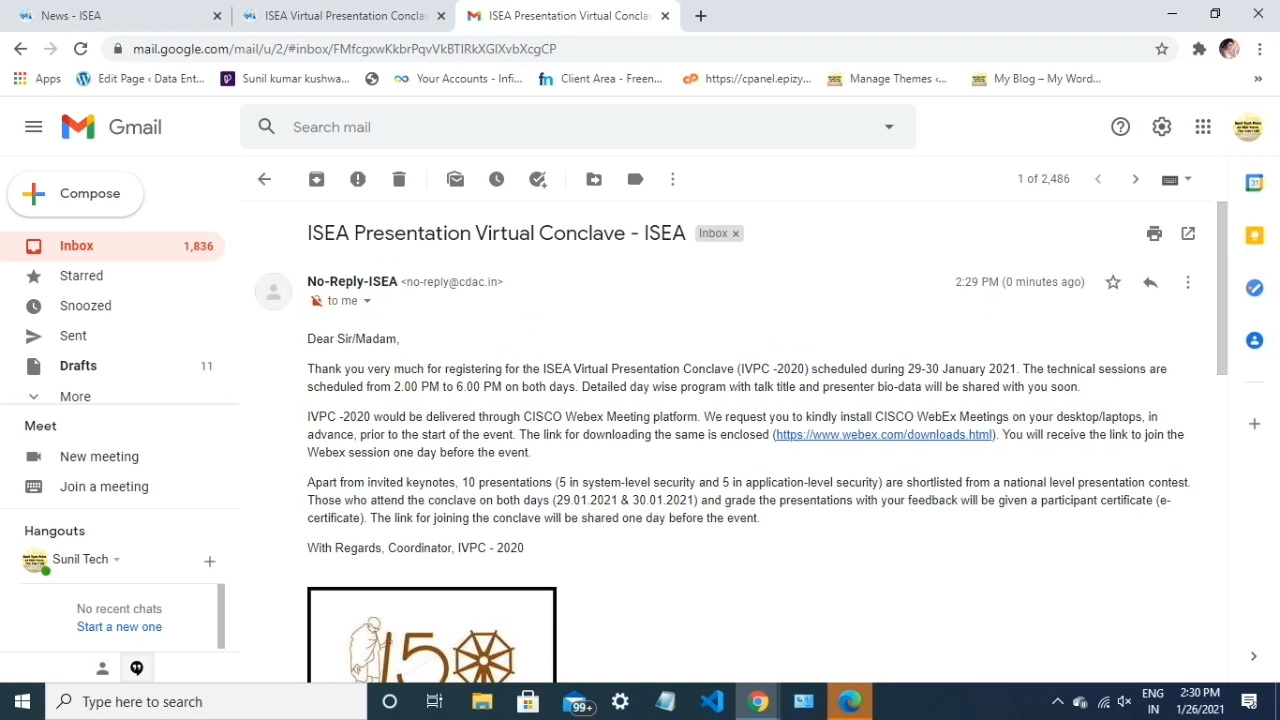 News - ISEA
ISEA Virtual Presentation Concla
ISEA Presentation Virtual Concla
mail.google.com/mail/u/2/#inbox/FMfcgxwKkbrPqvVkBTlRkXGlXvbXcgCP
Apps
Edit Page ‹ Data Ent...
Sunil kumar kushwa...
Your Accounts - Infi...
fn Client Area - Freen...
cP https://cpanel.epizy...
Manage Themes ‹...
My Blog – My Word...
»
Gmail
Search mail
Compose
1 of 2,486
Inbox 1,836
Starred
Snoozed
Sent
Drafts 11
More
Meet
New meeting
Join a meeting
Hangouts
Sunil Tech
No recent chats
Start a new one
ISEA Presentation Virtual Conclave - ISEA Inbox x
No-Reply-ISEA <no-reply@cdac.in>
2:29 PM (0 minutes ago)
to me
Dear Sir/Madam,
Thank you very much for registering for the ISEA Virtual Presentation Conclave (IVPC -2020) scheduled during 29-30 January 2021. The technical sessions are
scheduled from 2.00 PM to 6.00 PM on both days. Detailed day wise program with talk title and presenter bio-data will be shared with you soon.
IVPC -2020 would be delivered through CISCO Webex Meeting platform. We request you to kindly install CISCO WebEx Meetings on your desktop/laptops, in
advance, prior to the start of the event. The link for downloading the same is enclosed (https://www.webex.com/downloads.html). You will receive the link to join the
Webex session one day before the event.
Apart from invited keynotes, 10 presentations (5 in system-level security and 5 in application-level security) are shortlisted from a national level presentation contest.
Those who attend the conclave on both days (29.01.2021 & 30.01.2021) and grade the presentations with your feedback will be given a participant certificate (e-
certificate). The link for joining the conclave will be shared one day before the event.
With Regards, Coordinator, IVPC - 2020
150
31
Type here to search
99+
ENG
IN
2:30 PM
1/26/2021